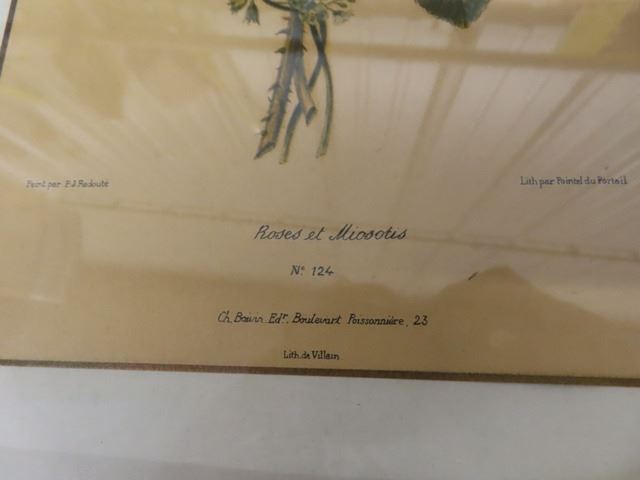 Peint par P.J. Redouté
Lith par Pointel du Portail
Roses et Miosotis
N° 124
Ch. Boivin Edr. Boulevart Poissonnière, 23
Lith. de Villain